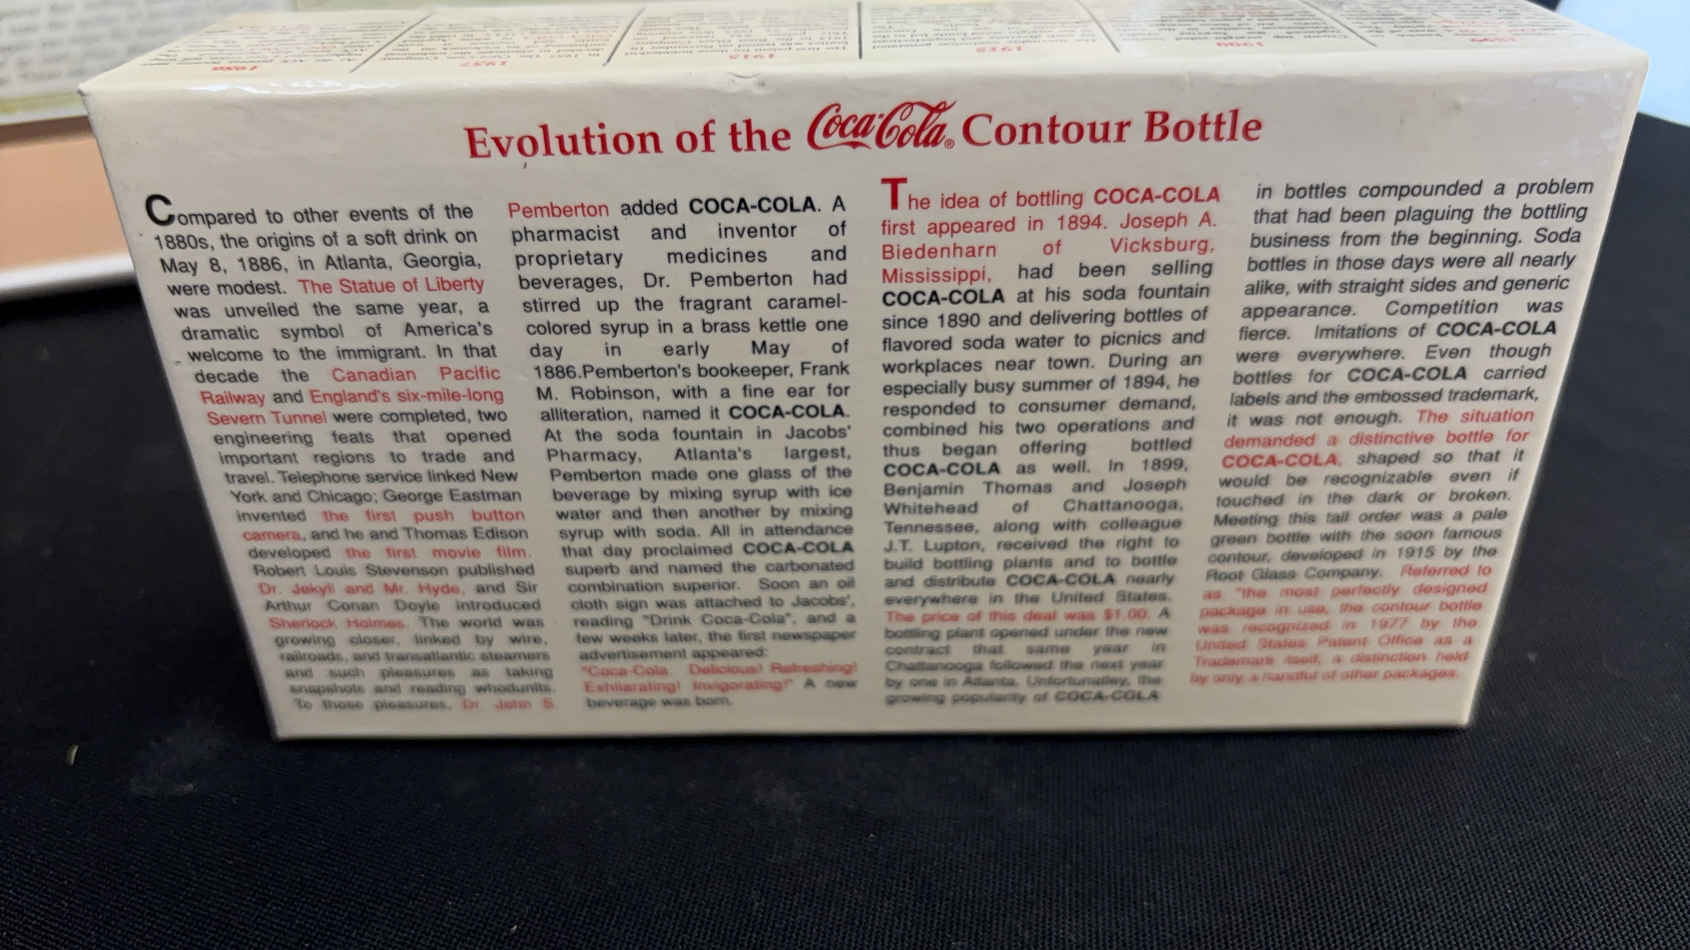 Evolution of the Coca-Cola® Contour Bottle
Compared to other events of the
1880s, the origins of a soft drink on
May 8, 1886, in Atlanta, Georgia,
were modest. The Statue of Liberty
was unveiled the same year, a
dramatic symbol of America's
welcome to the immigrant. In that
decade the Canadian Pacific
Railway and England's six-mile-long
Severn Tunnel were completed, two
engineering feats that opened
important regions to trade and
travel. Telephone service linked New
York and Chicago; George Eastman
invented the first push button
camera, and he and Thomas Edison
developed the first movie film.
Robert Louis Stevenson published
Dr. Jekyll and Mr. Hyde, and Sir
Arthur Conan Doyle introduced
Sherlock Holmes. The world was
growing closer, linked by wire,
railroads, and transatlantic steamers
and such pleasures as taking
snapshots and reading whodunits.
To those pleasures, Dr. John S.
Pemberton added COCA-COLA. A
pharmacist and inventor of
proprietary medicines and
beverages, Dr. Pemberton had
stirred up the fragrant caramel-
colored syrup in a brass kettle one
day in early May of
1886.Pemberton's bookeeper, Frank
M. Robinson, with a fine ear for
alliteration, named it COCA-COLA.
At the soda fountain in Jacobs'
Pharmacy, Atlanta's largest,
Pemberton made one glass of the
beverage by mixing syrup with ice
water and then another by mixing
syrup with soda. All in attendance
that day proclaimed COCA-COLA
superb and named the carbonated
combination superior. Soon an oil
cloth sign was attached to Jacobs',
reading "Drink Coca-Cola", and a
few weeks later, the first newspaper
advertisement appeared:
"Coca-Cola Delicious! Refreshing!
Exhilarating! Invigorating!" A new
beverage was born.
The idea of bottling COCA-COLA
first appeared in 1894. Joseph A.
Biedenharn of Vicksburg,
Mississippi, had been selling
COCA-COLA at his soda fountain
since 1890 and delivering bottles of
flavored soda water to picnics and
workplaces near town. During an
especially busy summer of 1894, he
responded to consumer demand,
combined his two operations and
thus began offering bottled
COCA-COLA as well. In 1899,
Benjamin Thomas and Joseph
Whitehead of Chattanooga,
Tennessee, along with colleague
J.T. Lupton, received the right to
build bottling plants and to bottle
and distribute COCA-COLA nearly
everywhere in the United States.
The price of this deal was $1.00. A
bottling plant opened under the new
contract that same year in
Chattanooga followed the next year
by one in Atlanta. Unfortunatley, the
growing popularity of COCA-COLA
in bottles compounded a problem
that had been plaguing the bottling
business from the beginning. Soda
bottles in those days were all nearly
alike, with straight sides and generic
appearance. Competition was
fierce. Imitations of COCA-COLA
were everywhere. Even though
bottles for COCA-COLA carried
labels and the embossed trademark,
it was not enough. The situation
demanded a distinctive bottle for
COCA-COLA, shaped so that it
would be recognizable even if
touched in the dark or broken.
Meeting this tall order was a pale
green bottle with the soon famous
contour, developed in 1915 by the
Root Glass Company. Referred to
as "the most perfectly designed
package in use, the contour bottle
was recognized in 1977 by the
United States Patent Office as a
Trademark itself, a distinction held
by only a handful of other packages.